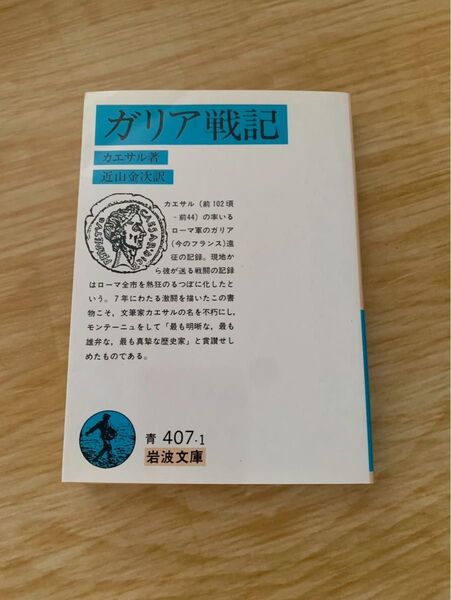 ガリア戦記
カエサル著
近山金次訳
カエサル(前102頃
-前44)の率いる
ローマ軍のガリア
(今のフランス)遠
征の記録。現地か
ら彼が送る戦闘の記録
はローマ全市を熱狂のるつぼに化したと
いう。7年にわたる激闘を描いたこの書
物こそ,文筆家カエサルの名を不朽にし,
モンテーニュをして「最も明晰な,最も
雄弁な,最も真摯な歴史家」と賞讃せし
めたものである。
青 407-1
岩波文庫